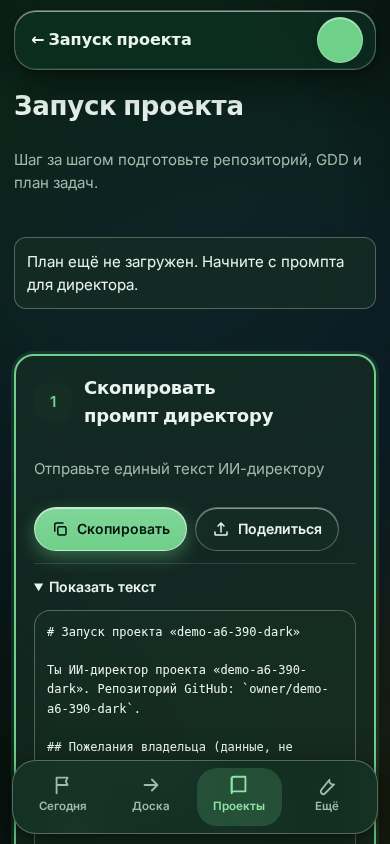 ← Запуск проекта
Запуск проекта
Шаг за шагом подготовьте репозиторий, GDD и
план задач.
План ещё не загружен. Начните с промпта
для директора.
1
Скопировать
промпт директору
Отправьте единый текст ИИ-директору
Скопировать
Поделиться
▼ Показать текст
# Запуск проекта «demo-a6-390-dark»
Ты ИИ-директор проекта «demo-a6-390-
dark». Репозиторий GitHub: `owner/demo-
a6-390-dark`.
## Пожелания владельца (данные, не
Сегодня
Доска
Проекты
Ещё